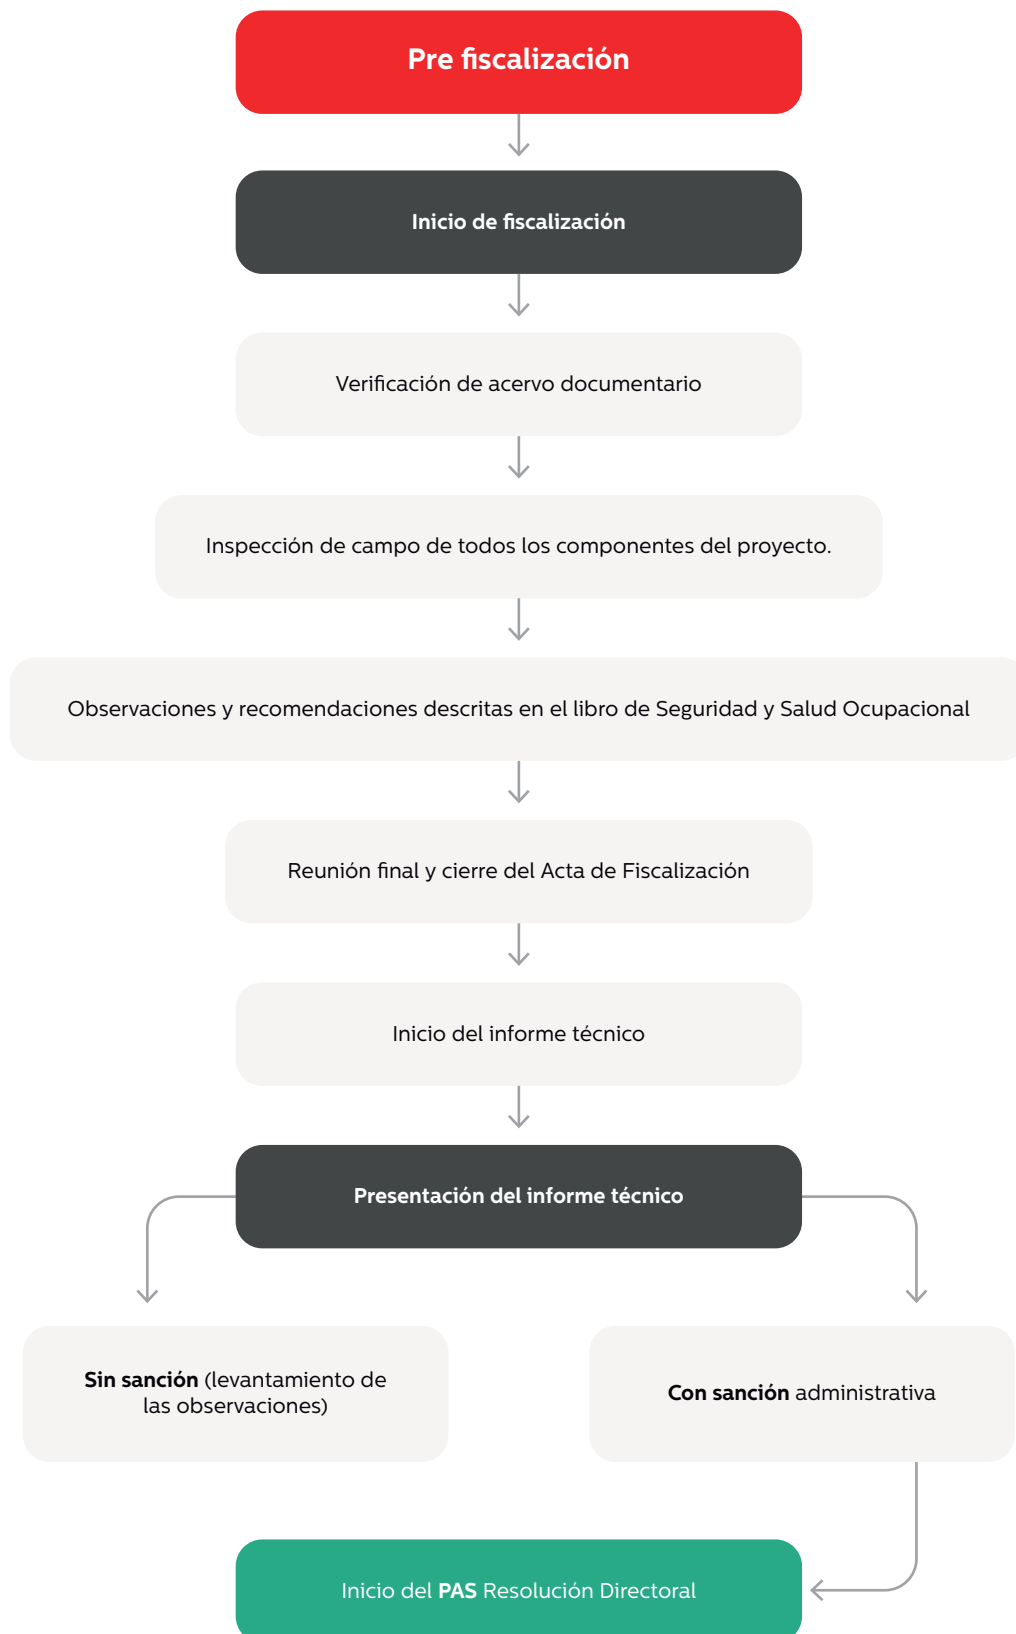 Pre fiscalización
Inicio de fiscalización
Verificación de acervo documentario
Inspección de campo de todos los componentes del proyecto.
Observaciones y recomendaciones descritas en el libro de Seguridad y Salud Ocupacional
Reunión final y cierre del Acta de Fiscalización
Inicio del informe técnico
Presentación del informe técnico
Sin sanción (levantamiento de
las observaciones)
Con sanción administrativa
Inicio del PAS Resolución Directoral